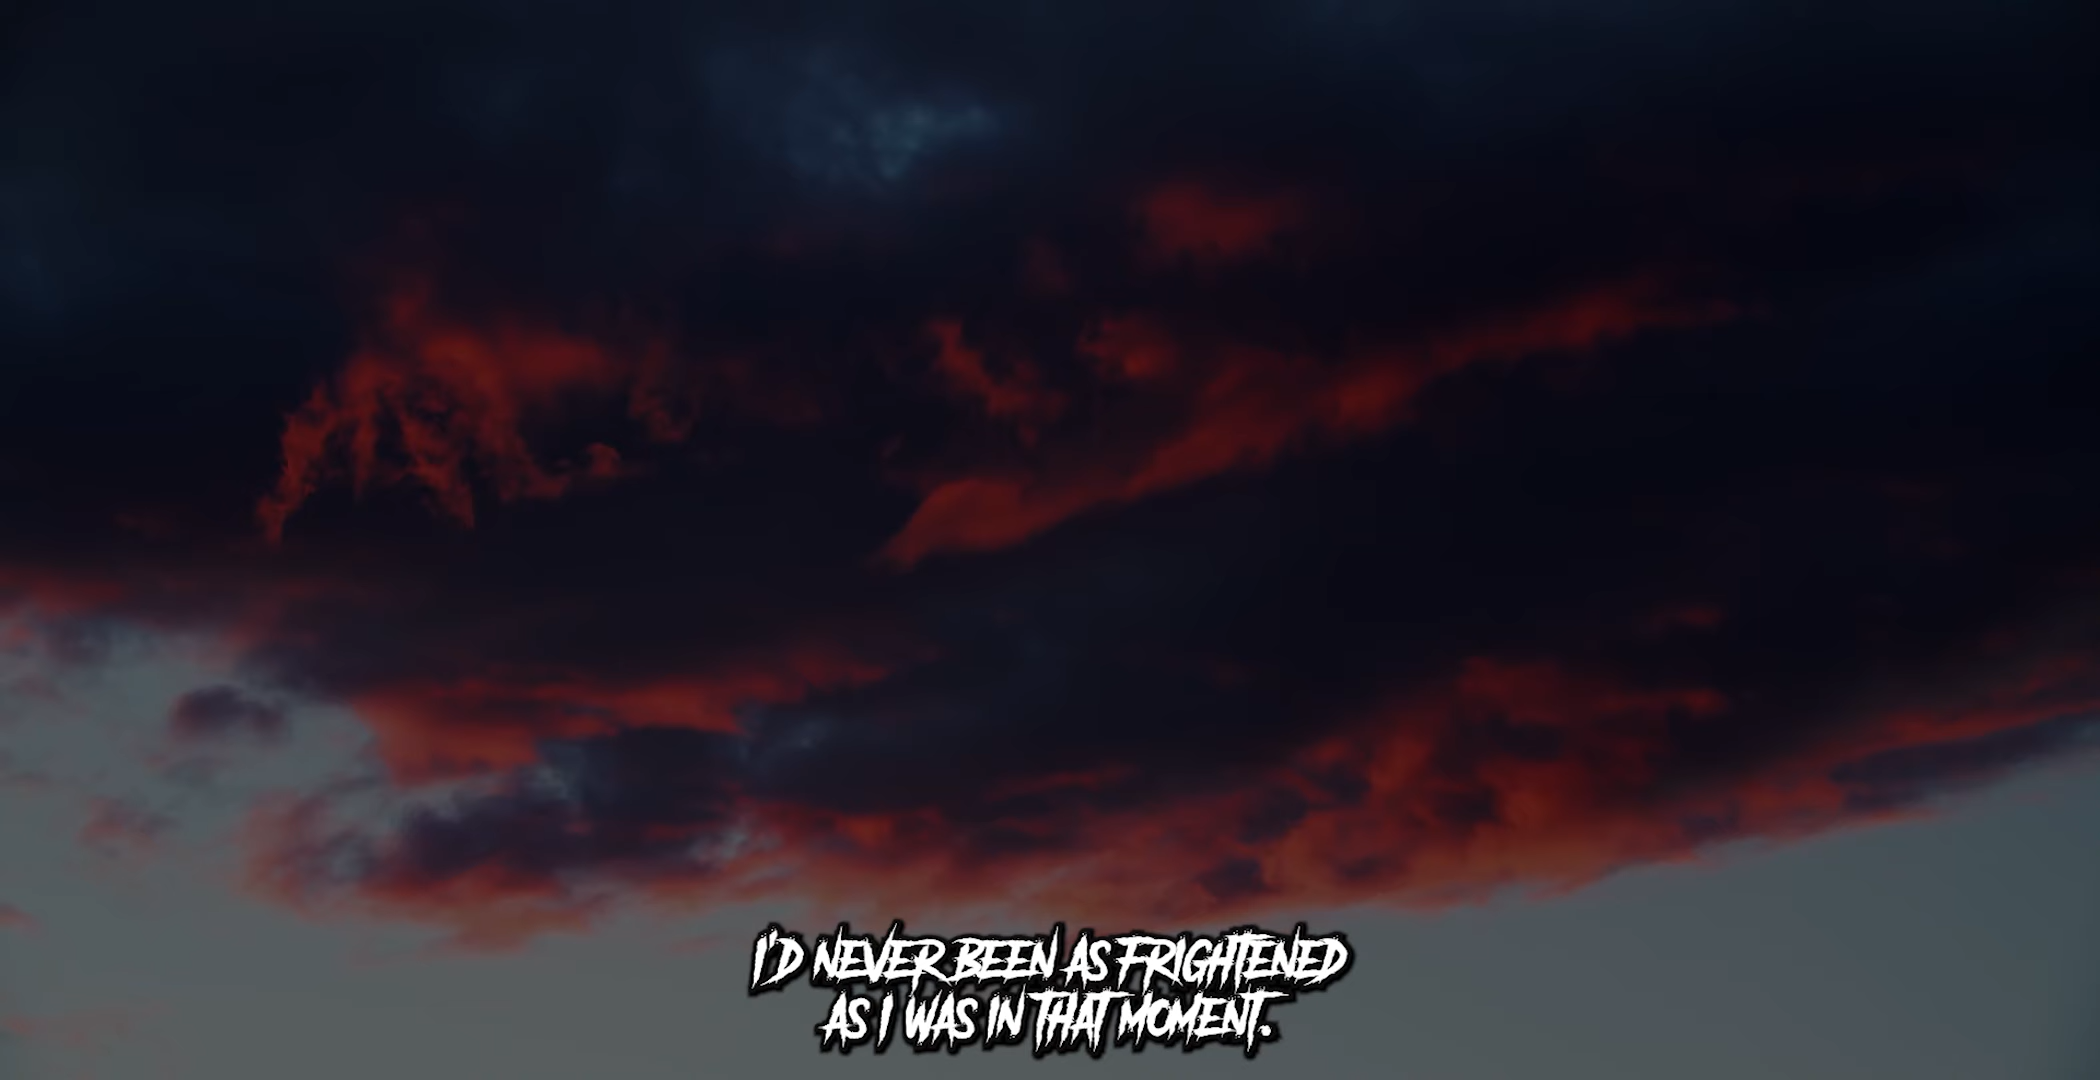 I'D NEVER BEEN AS FRIGHTENED
AS I WAS IN THAT MOMENT.